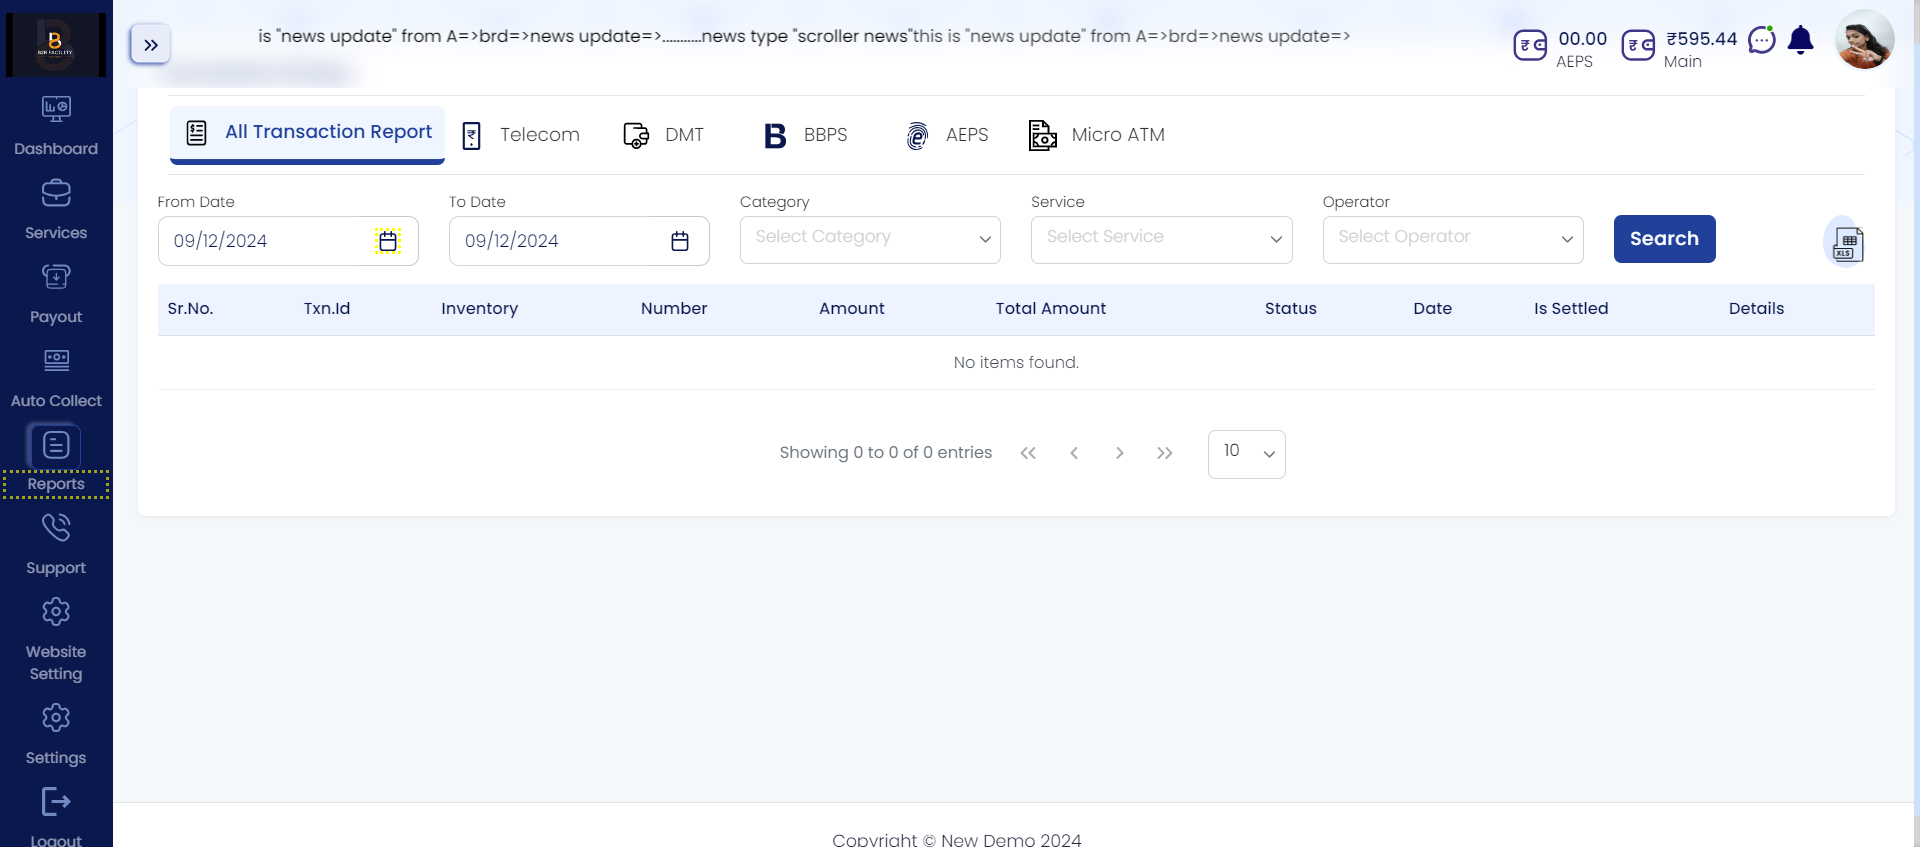 B2B FACILITY
is "news update" from A=>brd=>news update=>...........news type "scroller news"this is "news update" from A=>brd=>news update=>
00.00
AEPS
₹595.44
Main
Dashboard
Services
Payout
Auto Collect
Reports
Support
Website
Setting
Settings
Logout
All Transaction Report
Telecom
DMT
BBPS
AEPS
Micro ATM
From Date
To Date
Category
Service
Operator
09/12/2024
09/12/2024
Select Category
Select Service
Select Operator
Search
XLS
Sr.No. Txn.Id Inventory Number Amount Total Amount Status Date Is Settled Details
No items found.
Showing 0 to 0 of 0 entries
10
Copyright © New Demo 2024